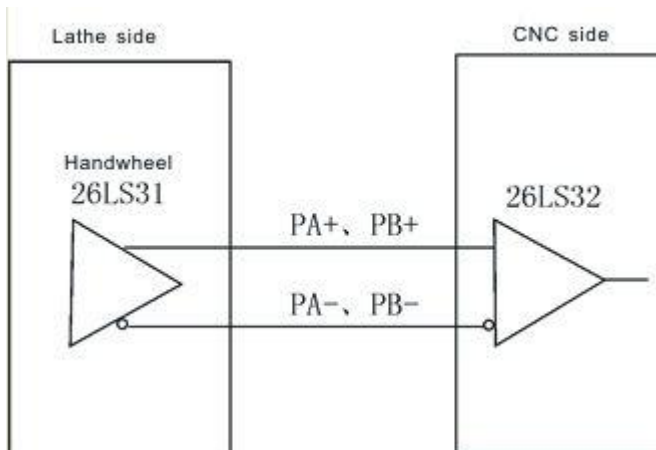 Lathe side
CNC side
Handwheel
26LS31
26LS32
PA+、PB+
PA-、PB-